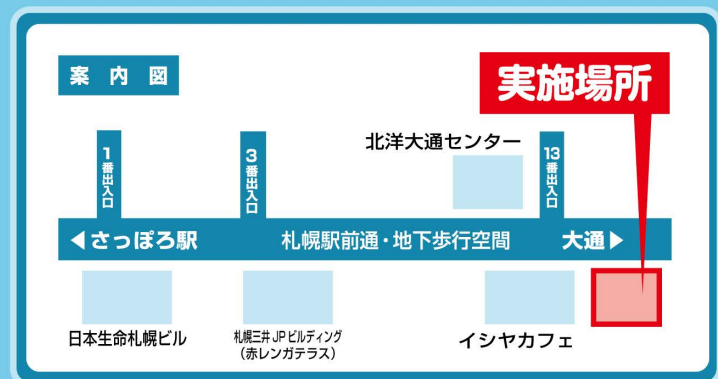 案内図
実施場所
北洋大通センター
1番出入口
3番出入口
13番出入口
◀さっぽろ駅
札幌駅前通・地下歩行空間
大通▶
日本生命札幌ビル
札幌三井JPビルディング
（赤レンガテラス）
イシヤカフェ